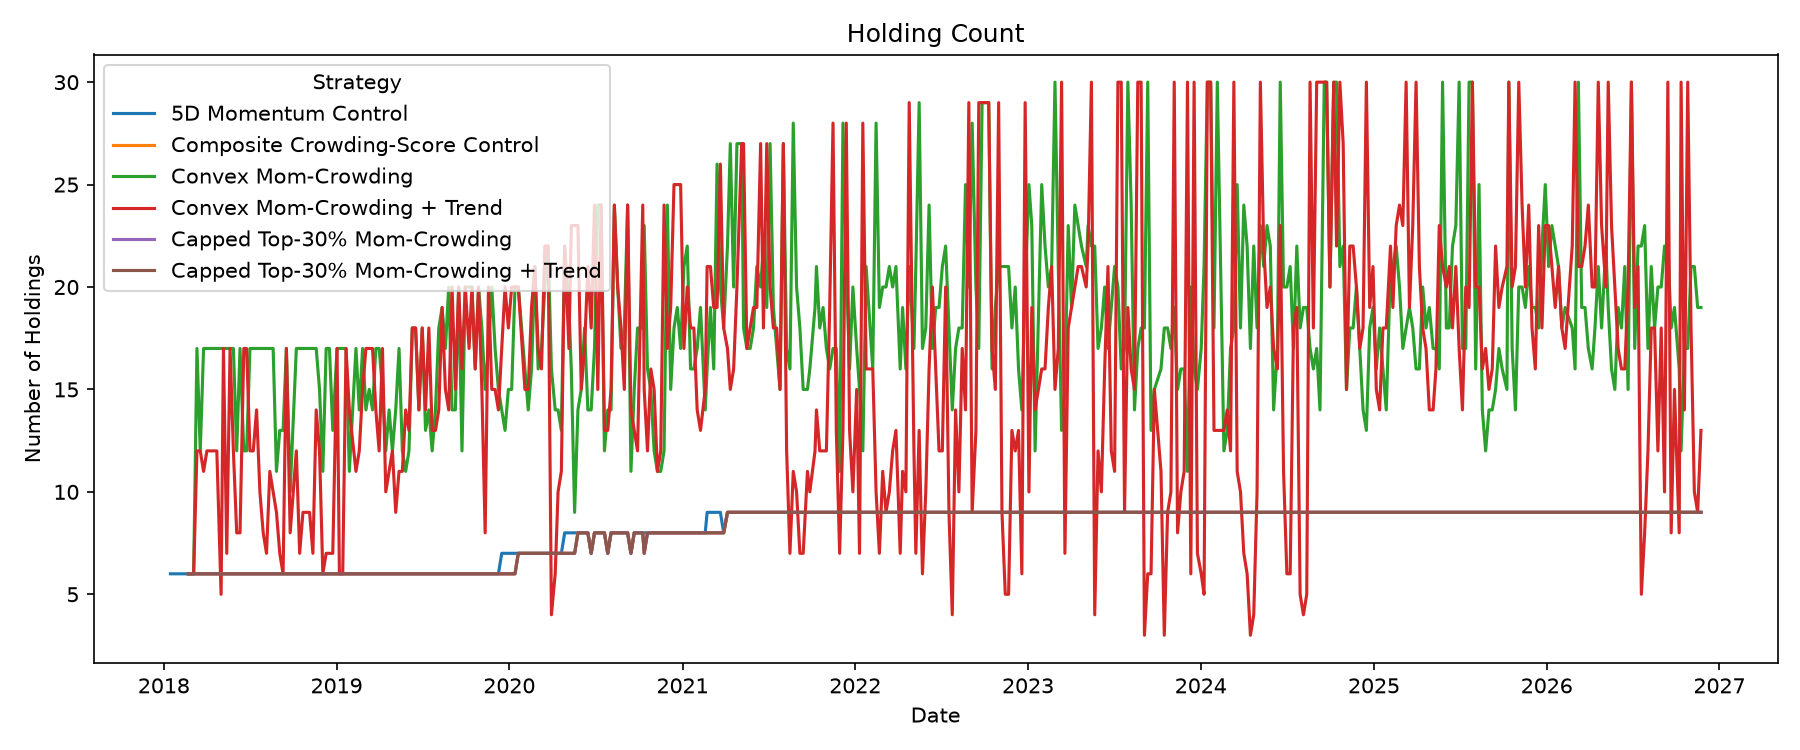 Holding Count
Strategy
5D Momentum Control
Composite Crowding-Score Control
Convex Mom-Crowding
Convex Mom-Crowding + Trend
Capped Top-30% Mom-Crowding
Capped Top-30% Mom-Crowding + Trend
Number of Holdings
30
25
20
15
10
5
2018 2019 2020 2021 2022 2023 2024 2025 2026 2027
Date